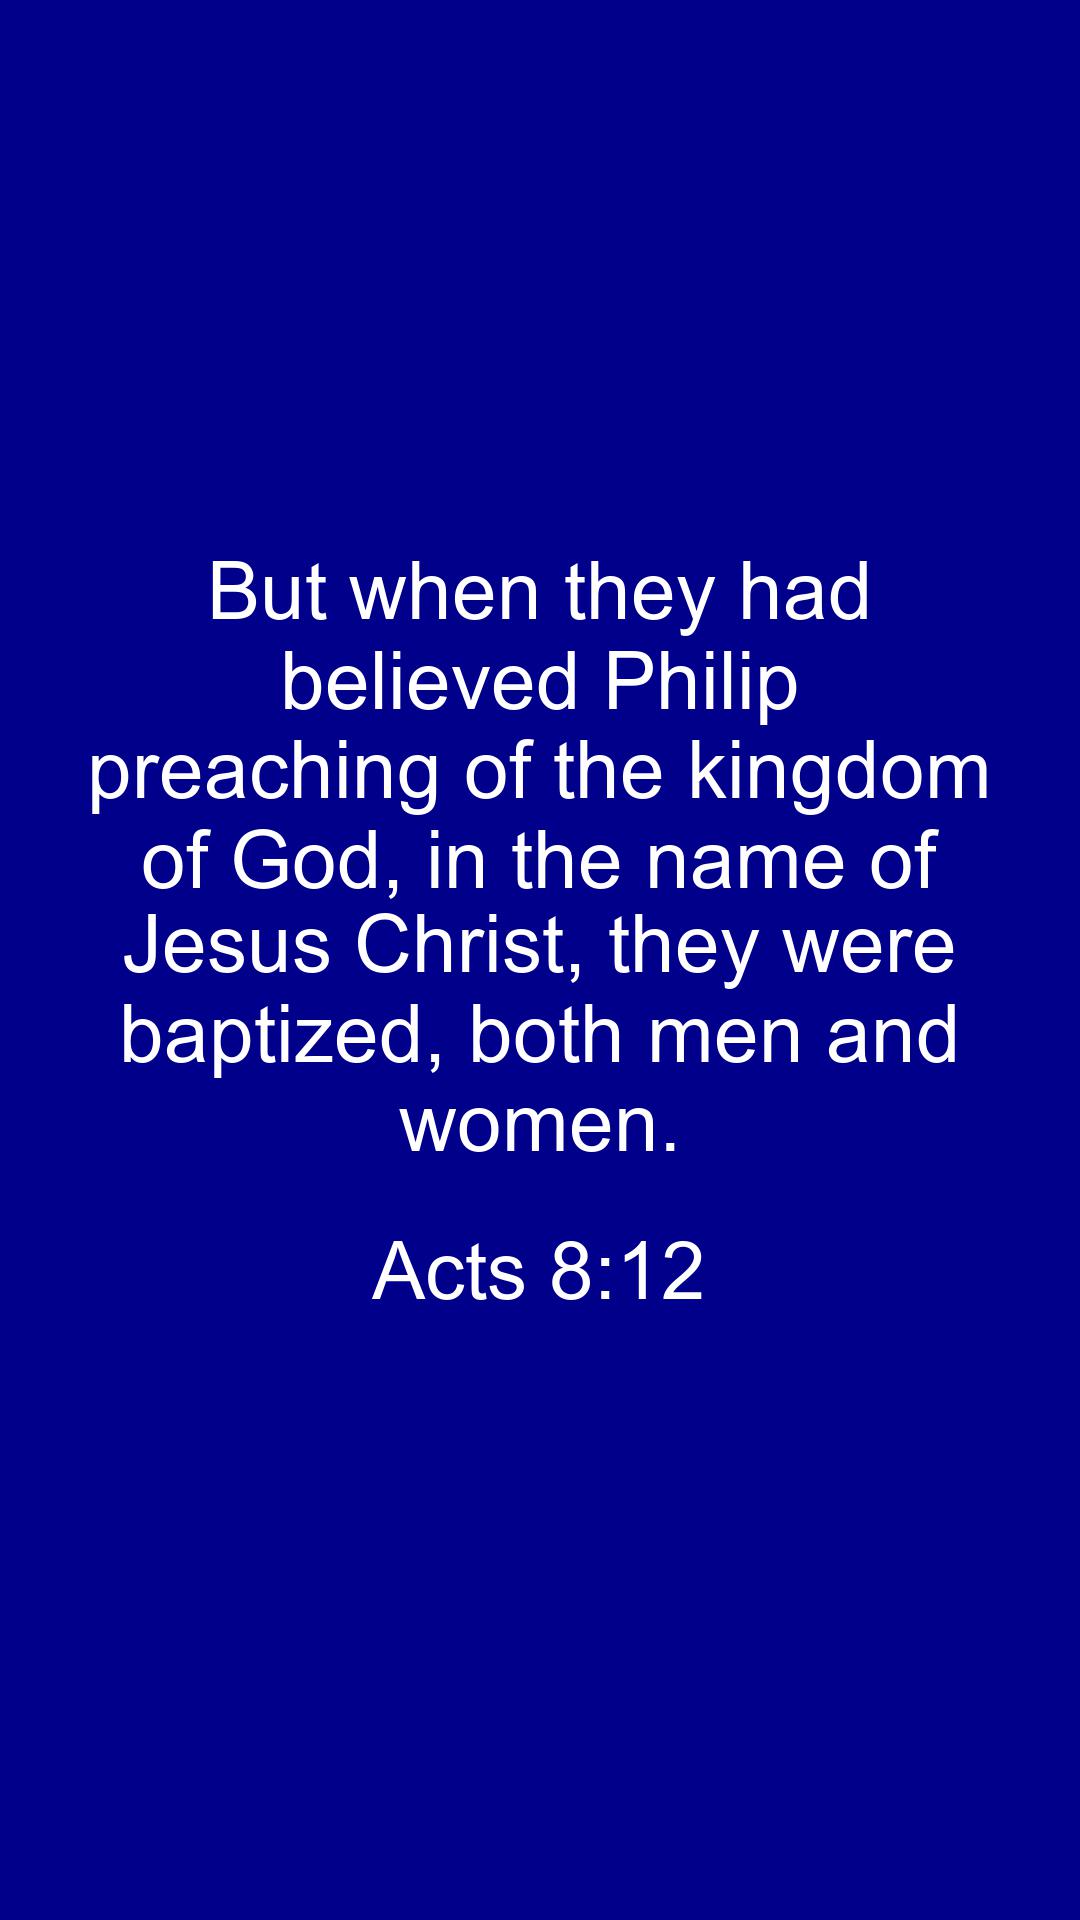 But when they had
believed Philip
preaching of the kingdom
of God, in the name of
Jesus Christ, they were
baptized, both men and
women.
Acts 8:12